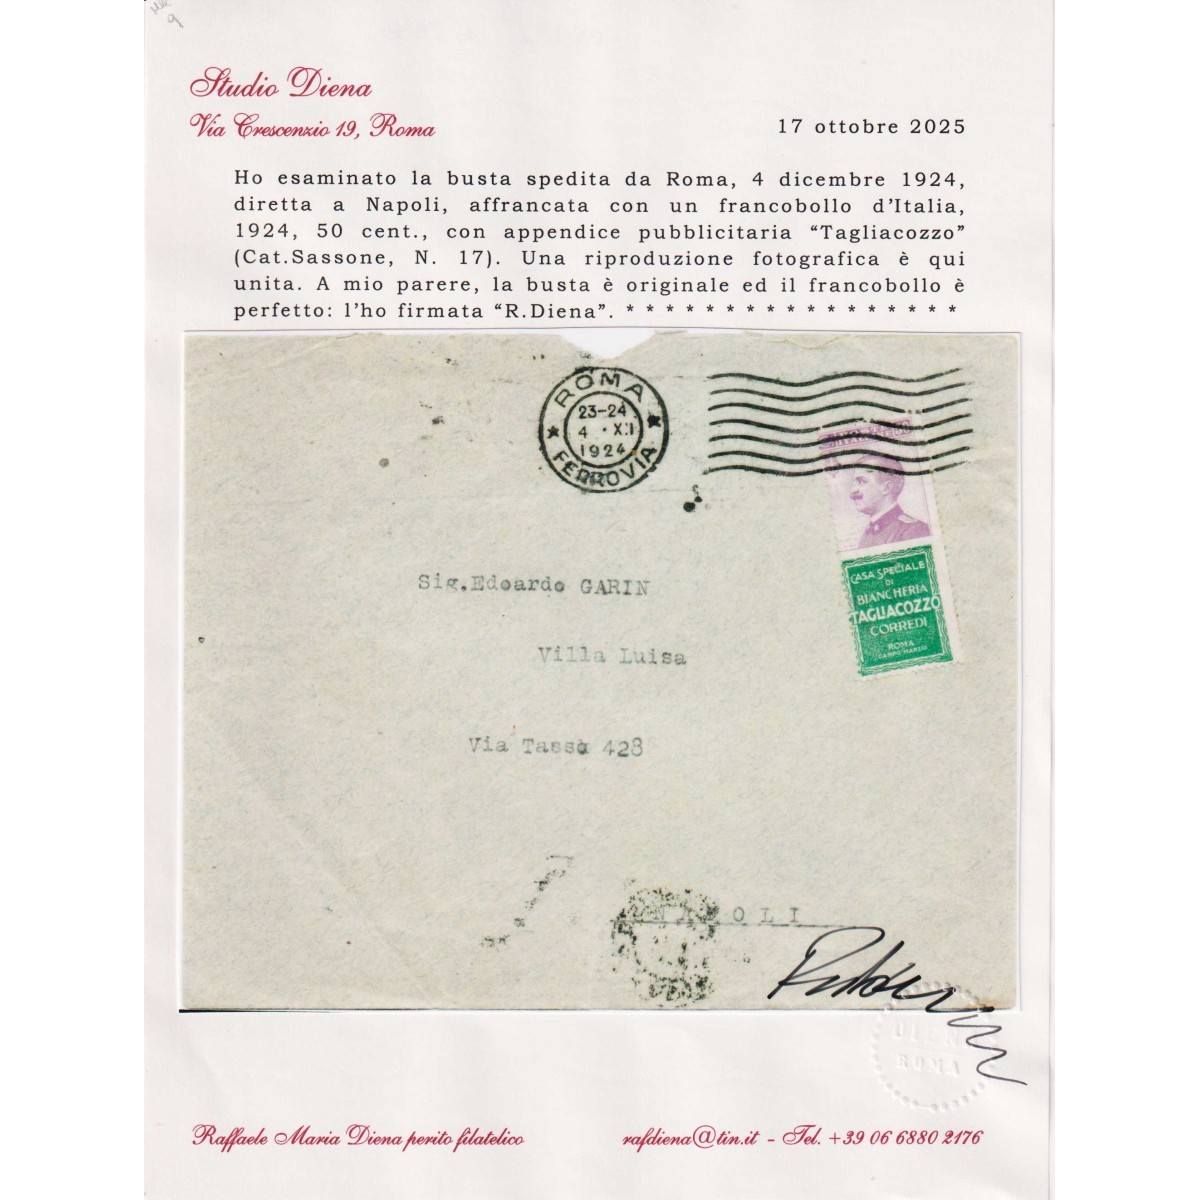 Studio Diena
Via Crescenzio 19, Roma
17 ottobre 2025
Ho esaminato la busta spedita da Roma, 4 dicembre 1924,
diretta a Napoli, affrancata con un francobollo d'Italia,
1924, 50 cent., con appendice pubblicitaria “Tagliacozzo”
(Cat.Sassone, N. 17). Una riproduzione fotografica è qui
unita. A mio parere, la busta è originale ed il francobollo è
perfetto: l'ho firmata “R.Diena”. * * * * * * * * * * * * * * * * *
ROMA
23-24
4 · XII
1924
FERROVIA
CASA SPECIALE
DI
BIANCHERIA
TAGLIACOZZO
CORREDI
ROMA
CAMPO MARZIO
Sig.Edoardo GARIN
Villa Luisa
Via Tasso 428
NAPOLI
DIENA
ROMA
Raffaele Maria Diena perito filatelico
rafdiena@tin.it - Tel. +39 06 6880 2176